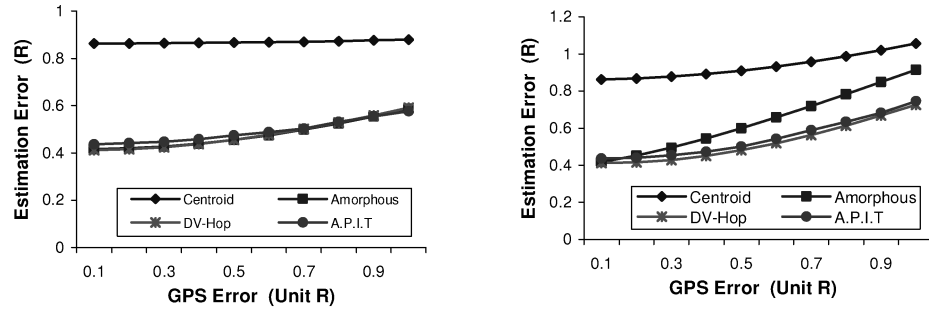 Estimation Error (R)
1
0.8
0.6
0.4
0.2
0
Centroid
Amorphous
DV-Hop
A.P.I.T
0.1 0.3 0.5 0.7 0.9
GPS Error (Unit R)
Estimation Error (R)
1.2
1
0.8
0.6
0.4
0.2
0
Centroid
Amorphous
DV-Hop
A.P.I.T
0.1 0.3 0.5 0.7 0.9
GPS Error (Unit R)